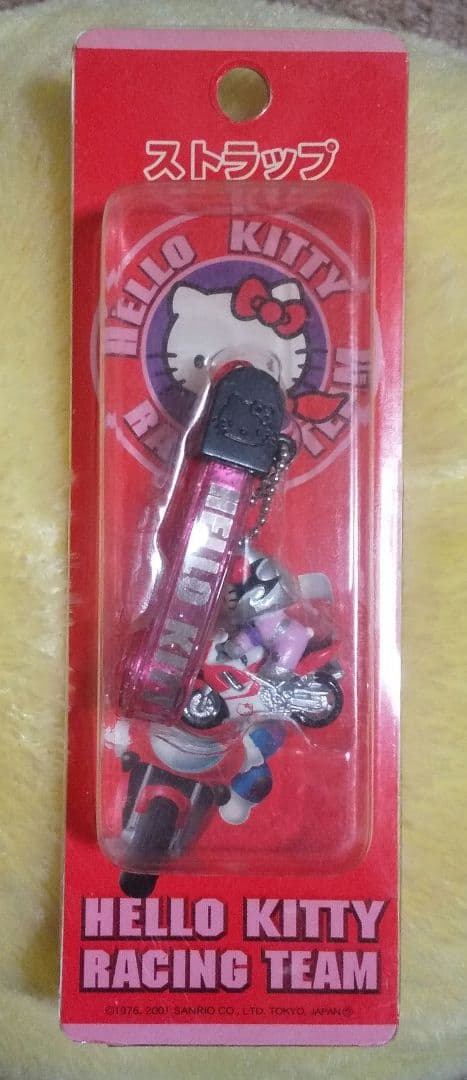 ストラップ
HELLO KITTY
HELLO KIT
HELLO KITTY
RACING TEAM
©1976, 2001 SANRIO CO., LTD. TOKYO, JAPAN